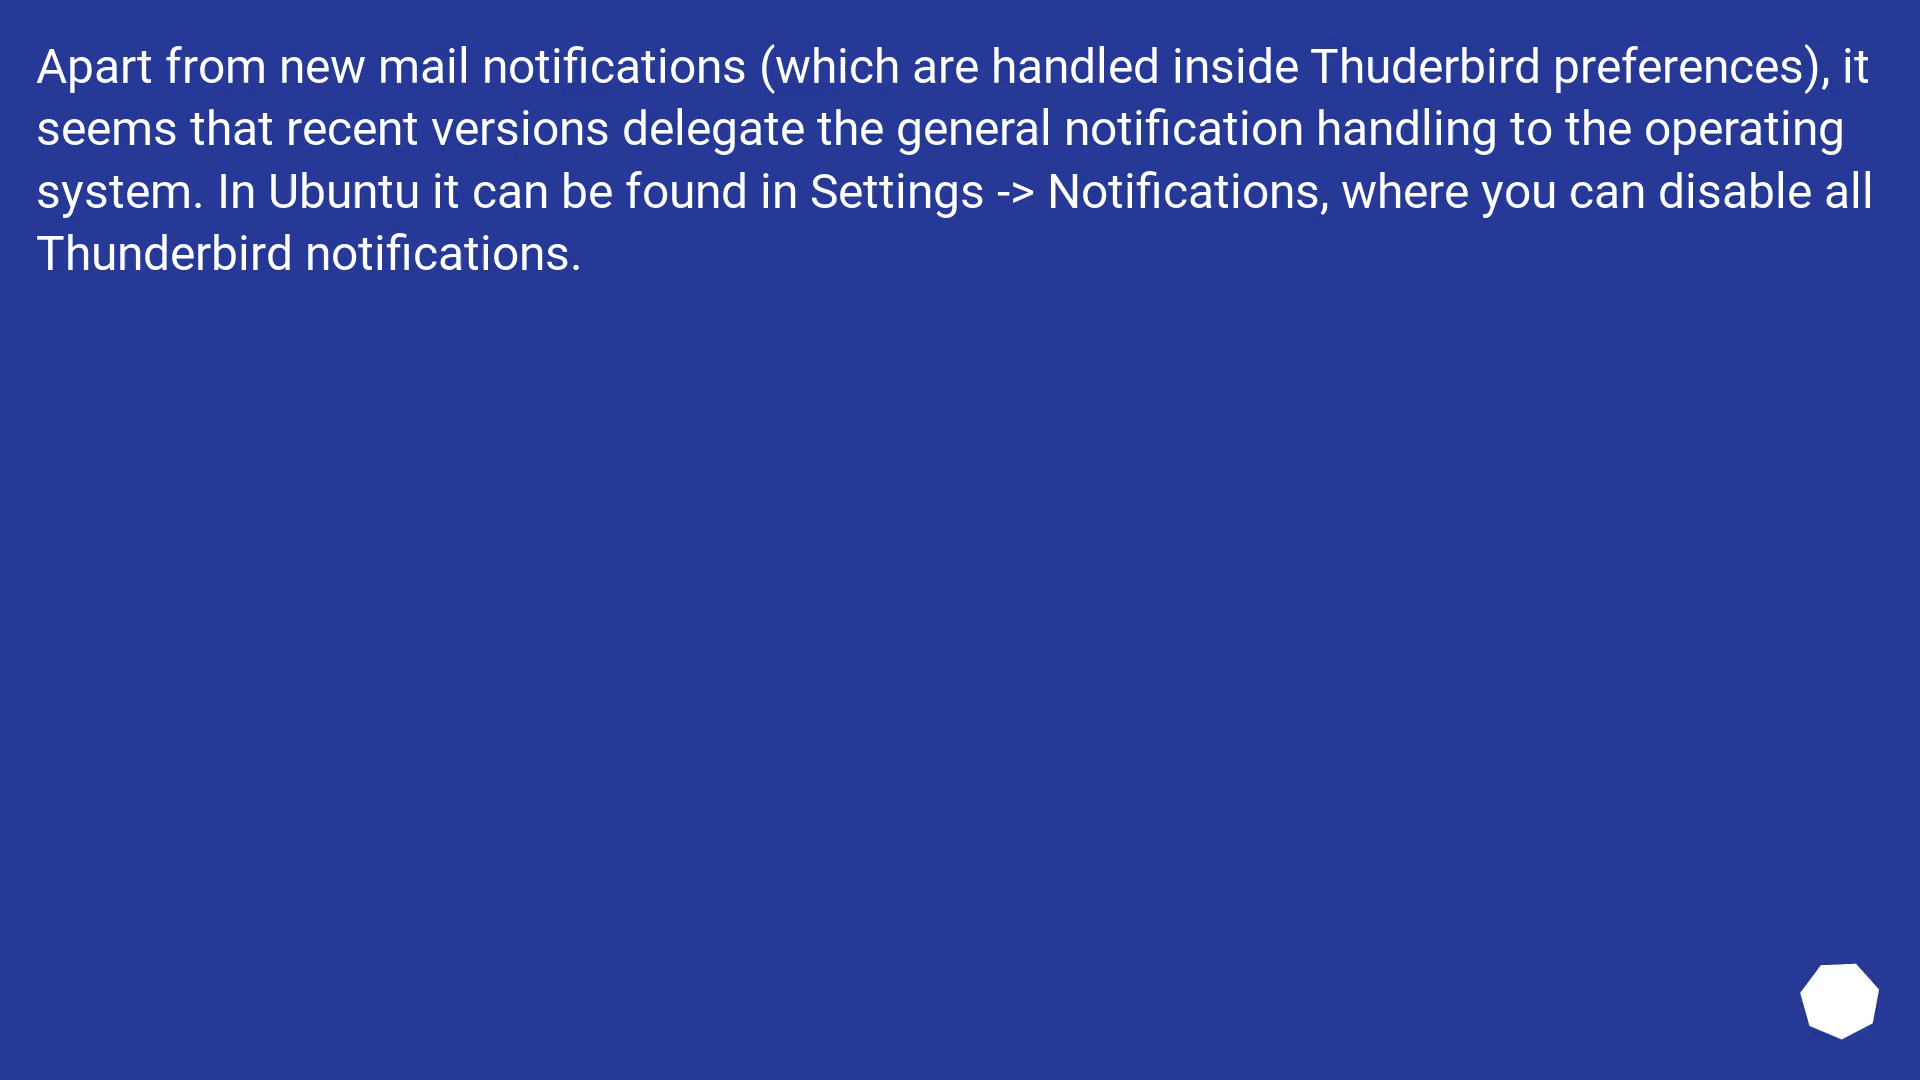 Apart from new mail notifications (which are handled inside Thuderbird preferences), it
seems that recent versions delegate the general notification handling to the operating
system. In Ubuntu it can be found in Settings -> Notifications, where you can disable all
Thunderbird notifications.